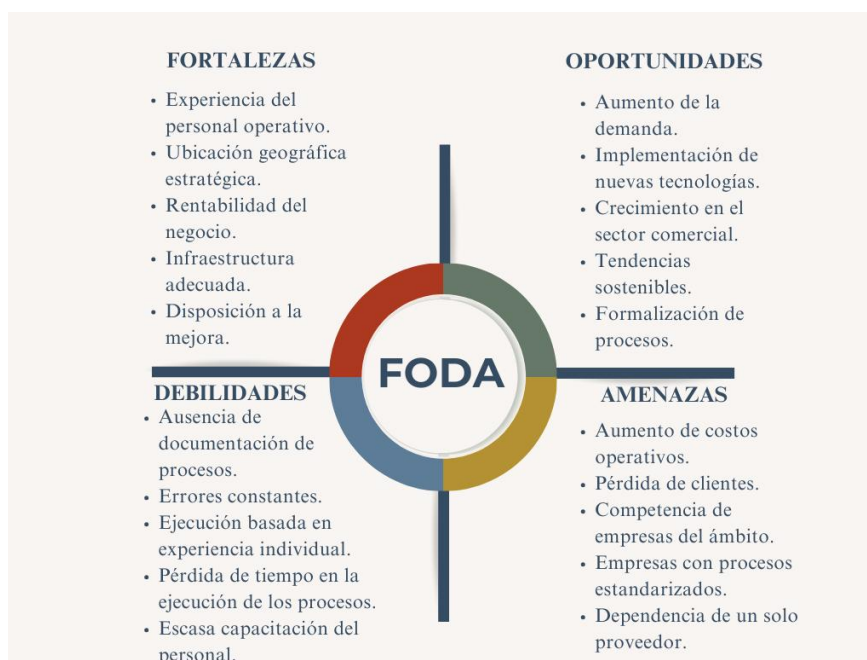 FORTALEZAS
• Experiencia del
personal operativo.
• Ubicación geográfica
estratégica.
• Rentabilidad del
negocio.
• Infraestructura
adecuada.
• Disposición a la
mejora.
OPORTUNIDADES
• Aumento de la
demanda.
• Implementación de
nuevas tecnologías.
• Crecimiento en el
sector comercial.
• Tendencias
sostenibles.
• Formalización de
procesos.
FODA
DEBILIDADES
• Ausencia de
documentación de
procesos.
• Errores constantes.
• Ejecución basada en
experiencia individual.
• Pérdida de tiempo en la
ejecución de los procesos.
• Escasa capacitación del
personal.
AMENAZAS
• Aumento de costos
operativos.
• Pérdida de clientes.
• Competencia de
empresas del ámbito.
• Empresas con procesos
estandarizados.
• Dependencia de un solo
proveedor.